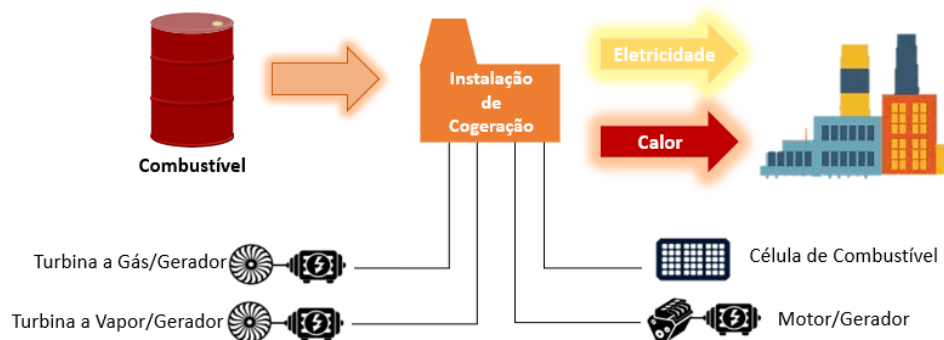 Combustível
Instalação
de
Cogeração
Eletricidade
Calor
Turbina a Gás/Gerador
Célula de Combustível
Turbina a Vapor/Gerador
Motor/Gerador